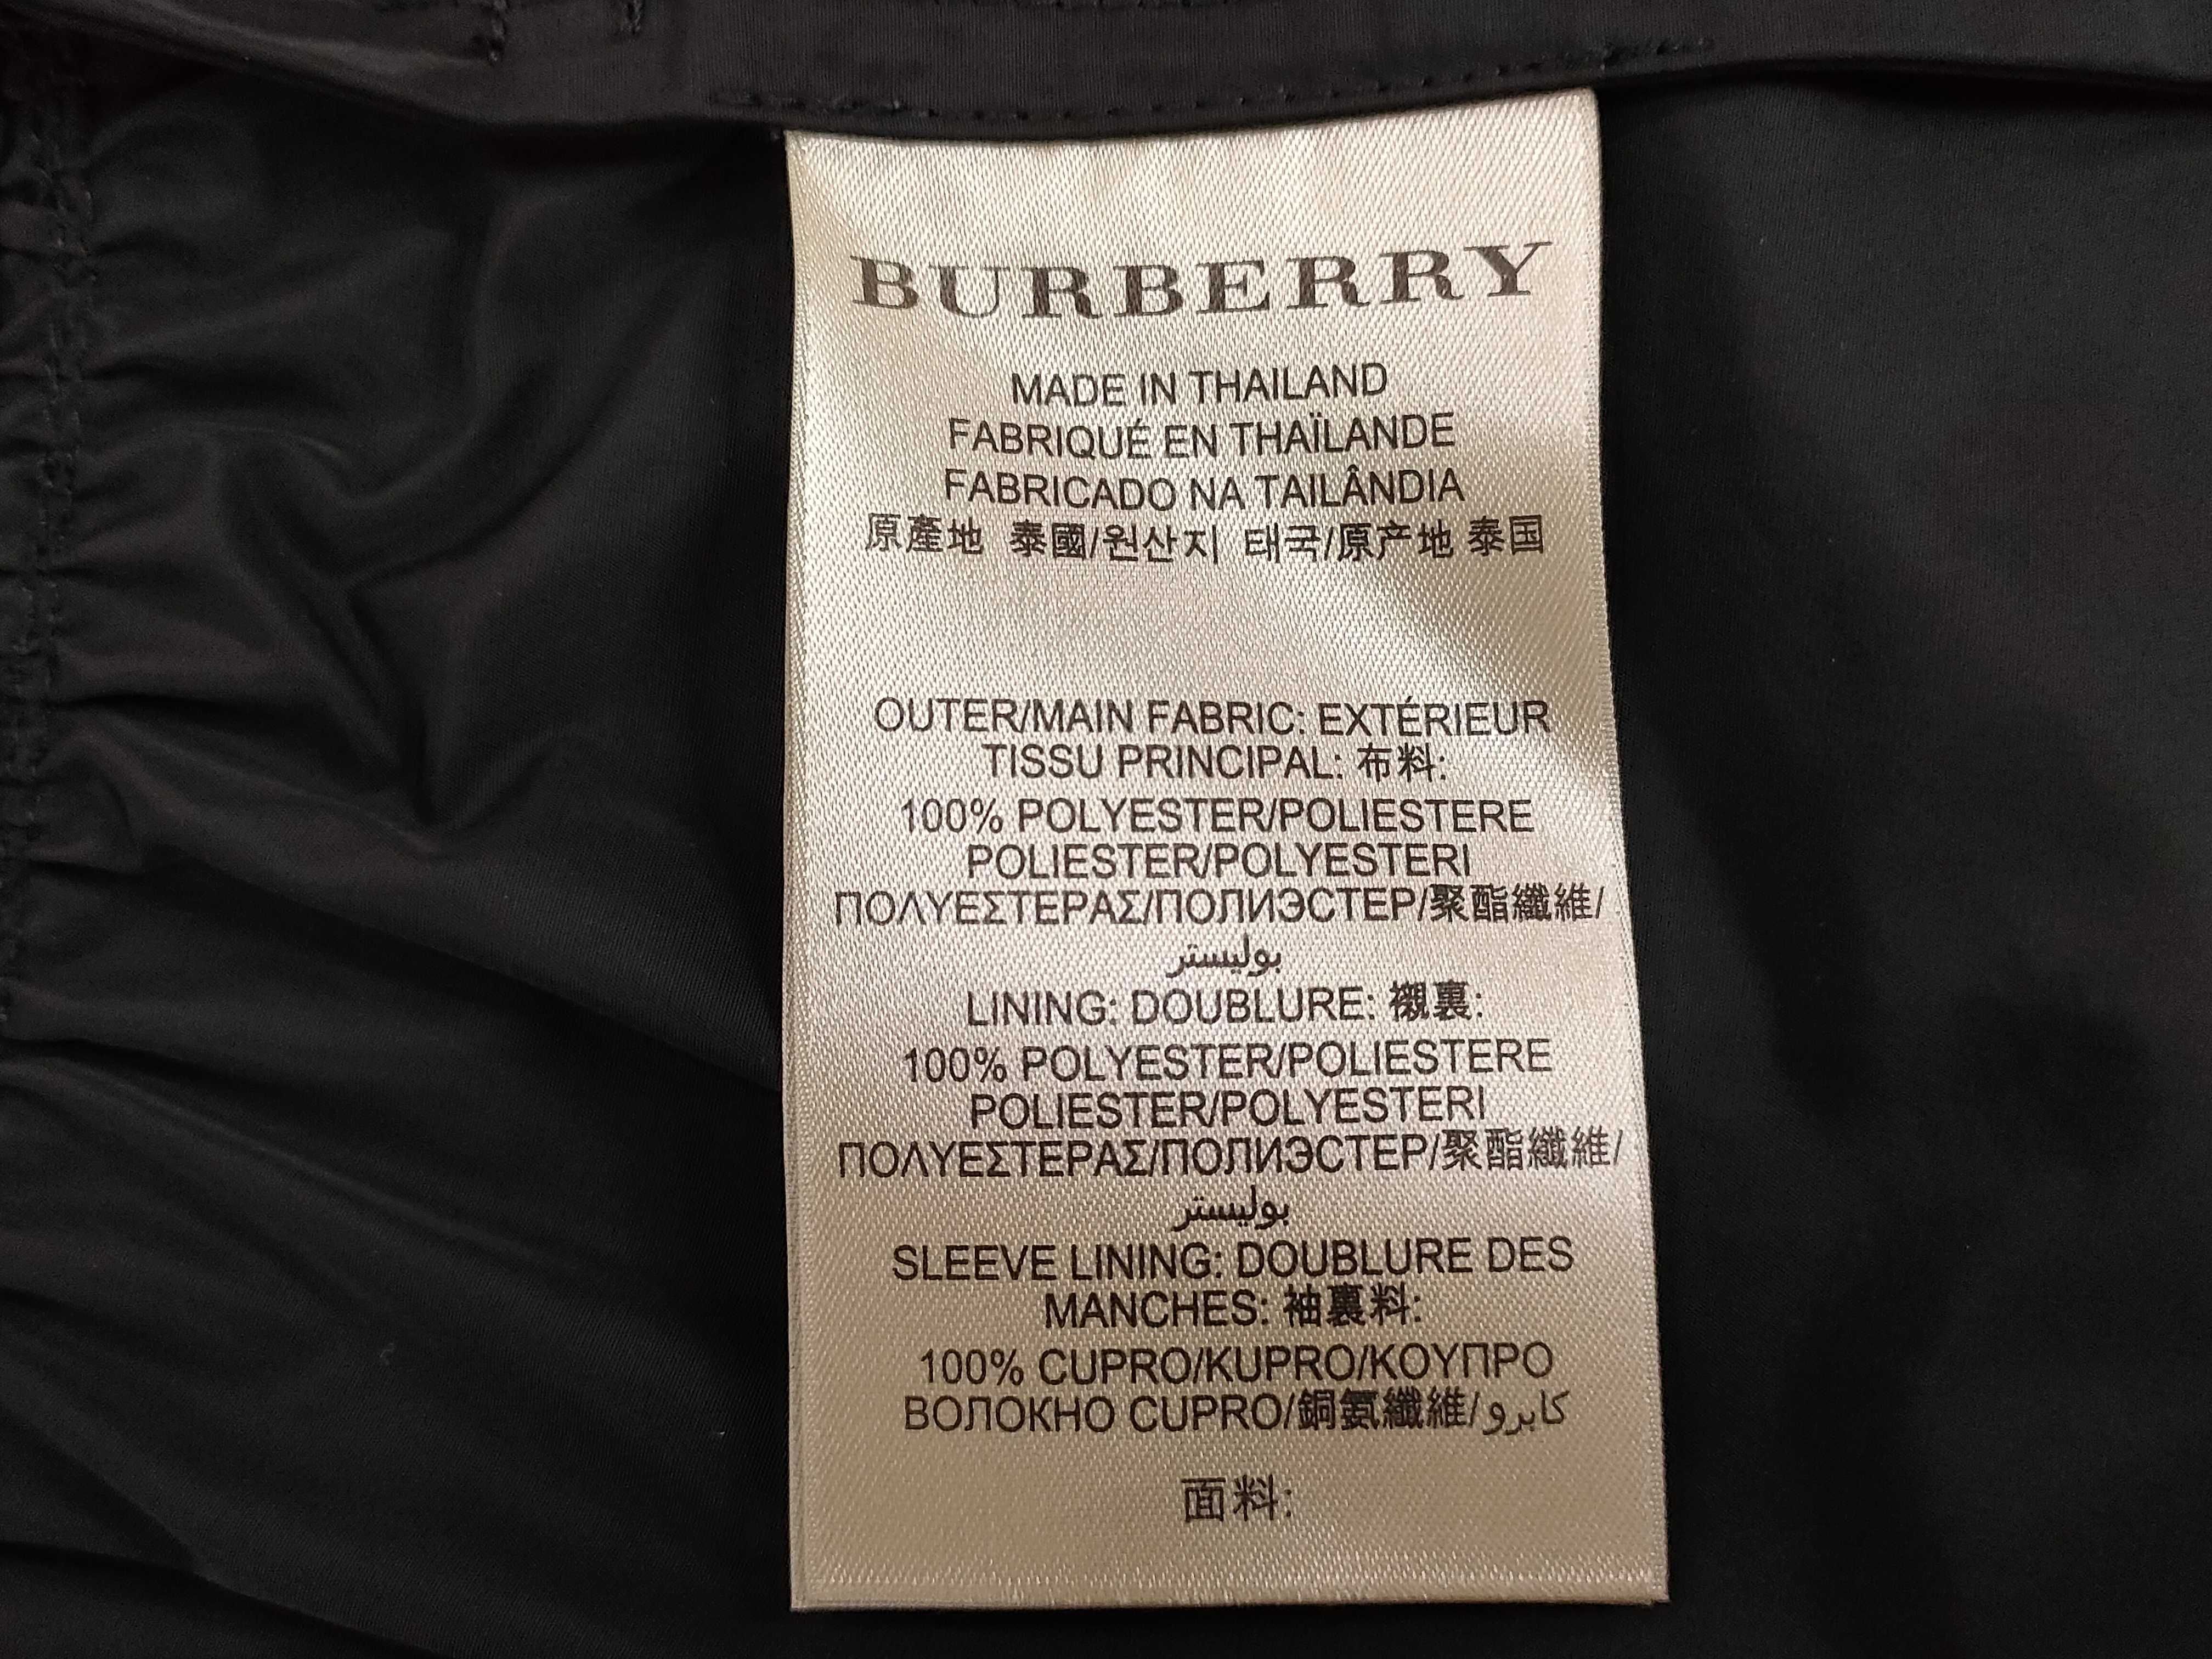 BURBERRY
MADE IN THAILAND
FABRIQUÉ EN THAÏLANDE
FABRICADO NA TAILÂNDIA
原產地 泰國/원산지 태국/原产地 泰国
OUTER/MAIN FABRIC: EXTÉRIEUR
TISSU PRINCIPAL: 布料:
100% POLYESTER/POLIESTERE
POLIESTER/POLYESTERI
ΠΟΛΥΕΣΤΕΡΑΣ/ПОЛИЭСТЕР/聚酯纖維/
بوليستر
LINING: DOUBLURE: 襯裏:
100% POLYESTER/POLIESTERE
POLIESTER/POLYESTERI
ΠΟΛΥΕΣΤΕΡΑΣ/ПОЛИЭСТЕР/聚酯纖維/
بوليستر
SLEEVE LINING: DOUBLURE DES
MANCHES: 袖裏料:
100% CUPRO/KUPRO/ΚΟΥΠΡΟ
ВОЛОКНО CUPRO/銅氨纖維/كابرو
面料: